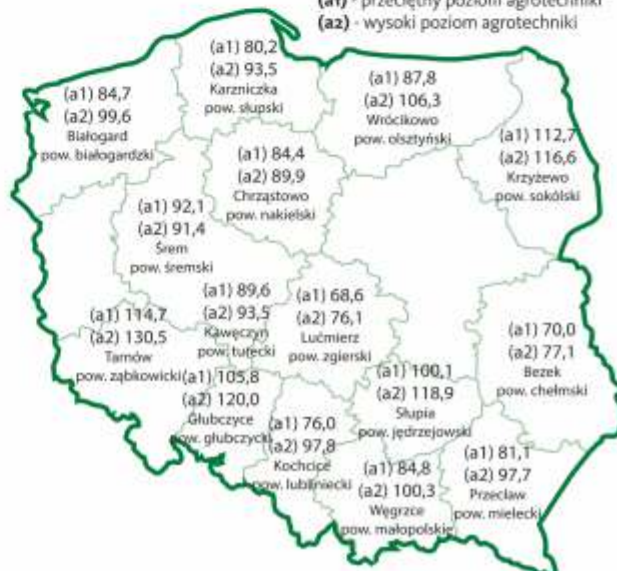 (a1) - przeciętny poziom agrotechniki
(a2) - wysoki poziom agrotechniki
(a1) 80,2
(a2) 93,5
Karzniczka
pow. słupski
(a1) 84,7
(a2) 99,6
Białogard
pow. białogardzki
(a1) 87,8
(a2) 106,3
Wrócikowo
pow. olsztyński
(a1) 112,7
(a2) 116,6
Krzyżewo
pow. sokólski
(a1) 84,4
(a2) 89,9
Chrząstowo
pow. nakielski
(a1) 92,1
(a2) 91,4
Śrem
pow. śremski
(a1) 89,6
(a2) 93,5
Kawęczyn
pow. turecki
(a1) 68,6
(a2) 76,1
Lućmierz
pow. zgierski
(a1) 114,7
(a2) 130,5
Tarnów
pow. ząbkowicki
(a1) 70,0
(a2) 77,1
Bezek
pow. chełmski
(a1) 105,8
(a2) 120,0
Głubczyce
pow. głubczycki
(a1) 100,1
(a2) 118,9
Słupia
pow. jędrzejowski
(a1) 76,0
(a2) 97,8
Kochcice
pow. lubliniecki
(a1) 84,8
(a2) 100,3
Węgrzce
pow. małopolskie
(a1) 81,1
(a2) 97,7
Przecław
pow. mielecki